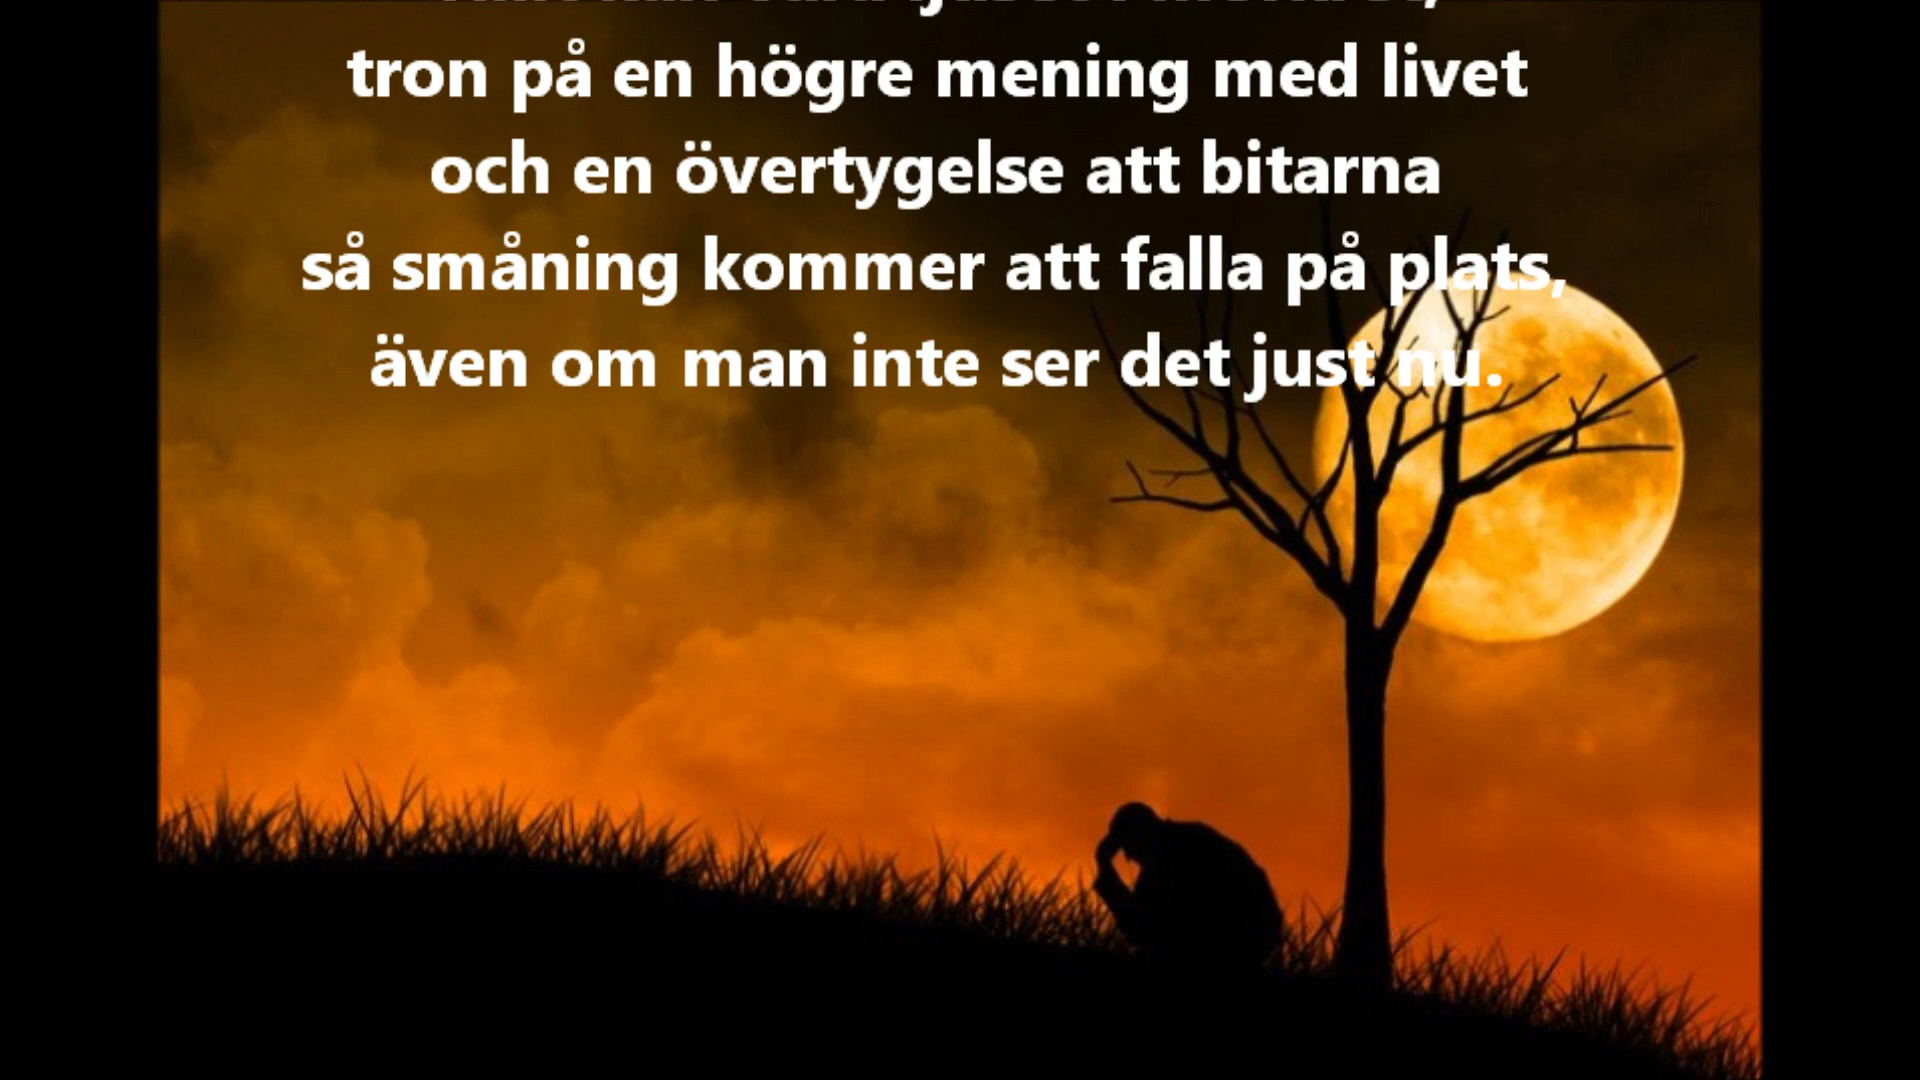 tron på en högre mening med livet
och en övertygelse att bitarna
så småning kommer att falla på plats,
även om man inte ser det just nu.